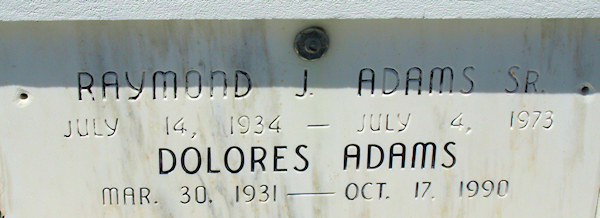 RAYMOND J. ADAMS SR.
JULY 14, 1934 — JULY 4, 1973
DOLORES ADAMS
MAR. 30, 1931 — OCT. 17, 1990